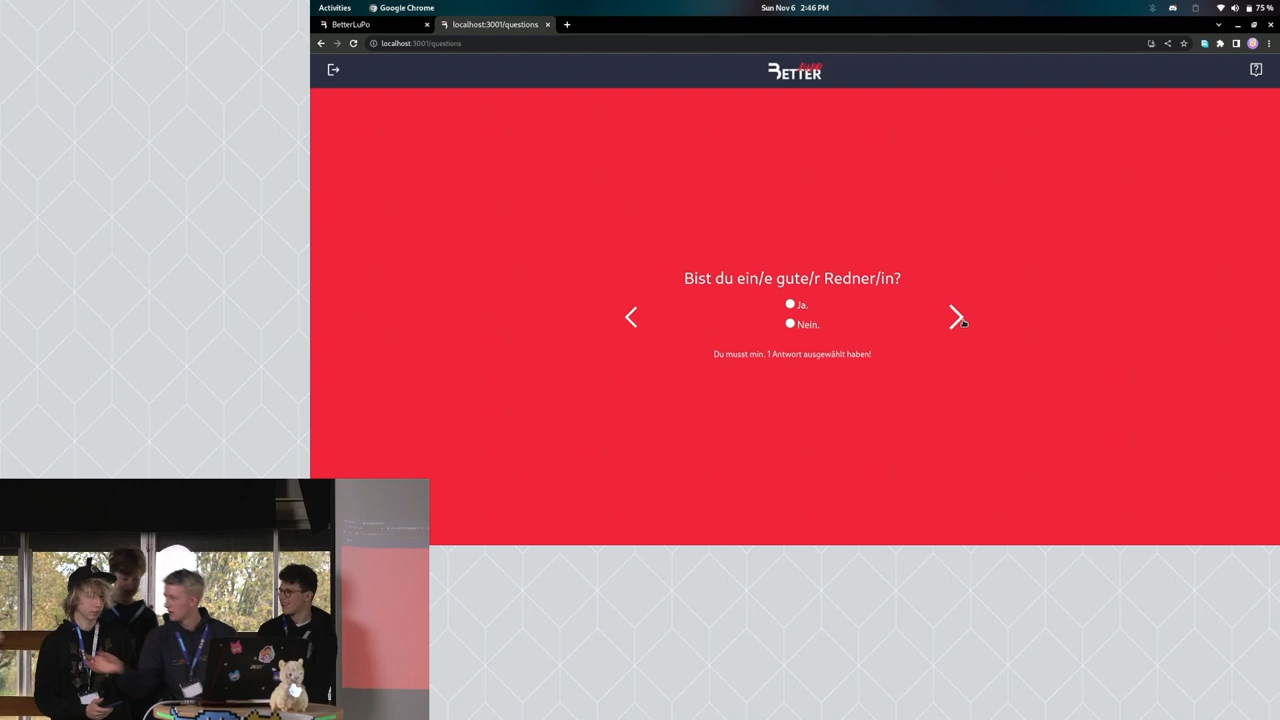 Activities
Google Chrome
Sun Nov 6 2:46 PM
75 %
BetterLuPo
localhost:3001/questions
localhost:3001/questions
BETTER
Bist du ein/e gute/r Redner/in?
Ja.
Nein.
Du musst min. 1 Antwort ausgewählt haben!
acer